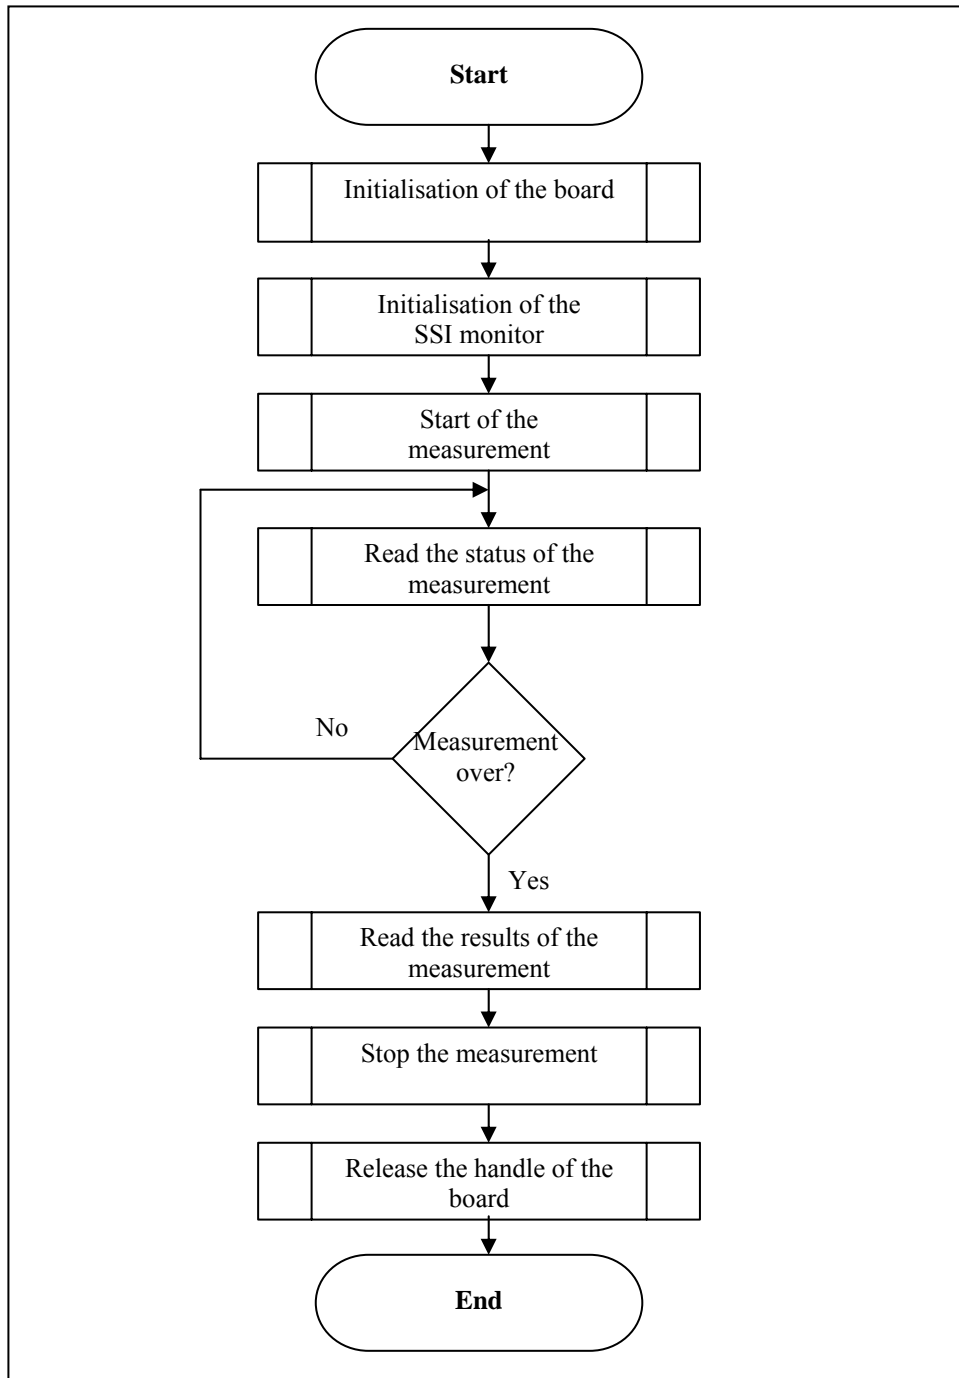 Start
Initialisation of the board
Initialisation of the
SSI monitor
Start of the
measurement
Read the status of the
measurement
No
Measurement
over?
Yes
Read the results of the
measurement
Stop the measurement
Release the handle of the
board
End